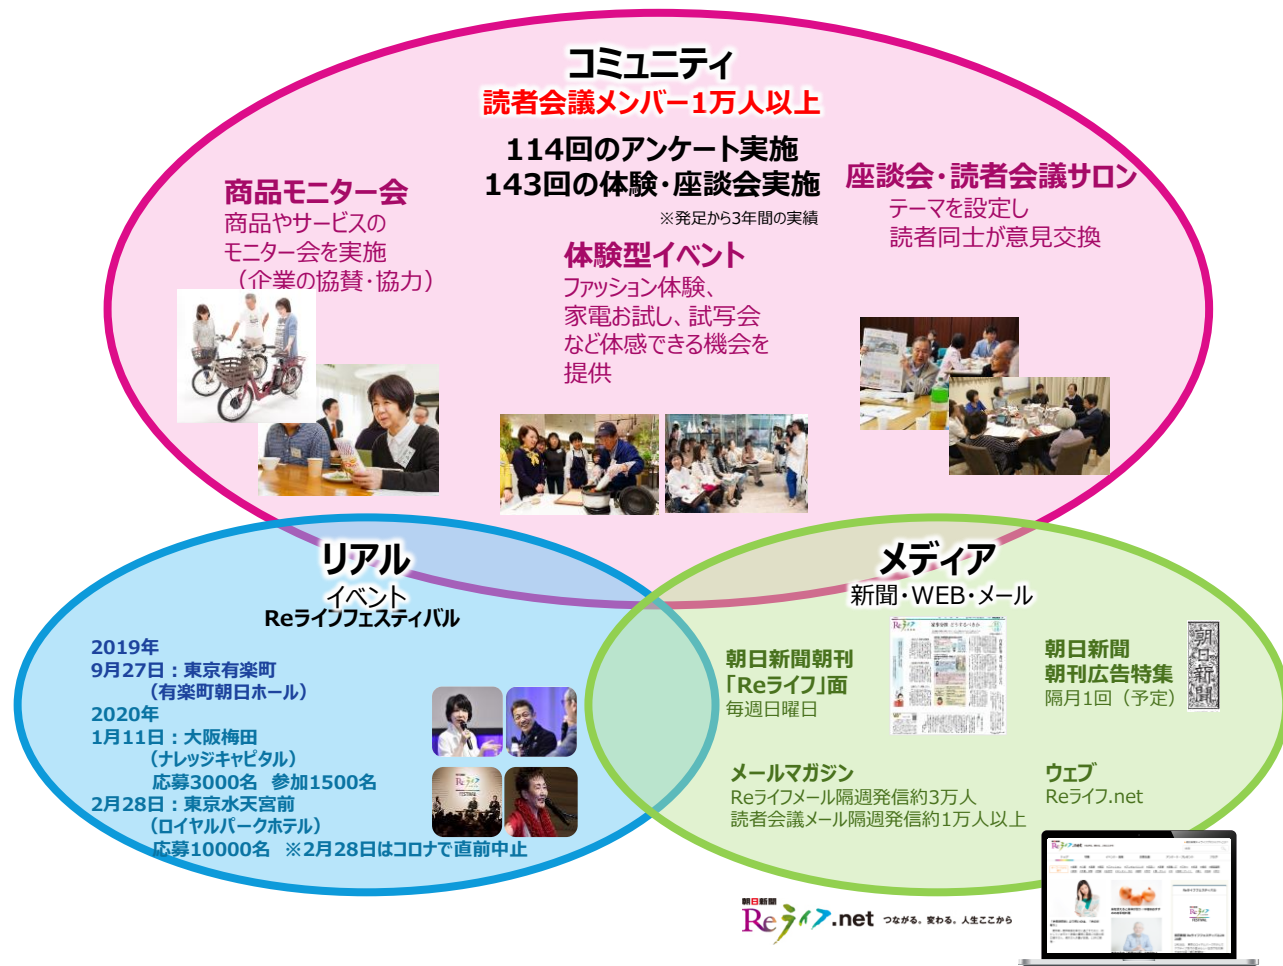 コミュニティ
読者会議メンバー1万人以上
114回のアンケート実施
143回の体験・座談会実施
※発足から3年間の実績
商品モニター会
商品やサービスの
モニター会を実施
（企業の協賛・協力）
体験型イベント
ファッション体験、
家電お試し、試写会
など体感できる機会を
提供
座談会・読者会議サロン
テーマを設定し
読者同士が意見交換
リアル
イベント
Reライフフェスティバル
2019年
9月27日：東京有楽町
（有楽町朝日ホール）
2020年
1月11日：大阪梅田
（ナレッジキャピタル）
応募3000名 参加1500名
2月28日：東京水天宮前
（ロイヤルパークホテル）
応募10000名 ※2月28日はコロナで直前中止
メディア
新聞・WEB・メール
朝日新聞朝刊
「Reライフ」面
毎週日曜日
朝日新聞
朝刊広告特集
隔月1回（予定）
朝日新聞
メールマガジン
Reライフメール隔週発信約3万人
読者会議メール隔週発信約1万人以上
ウェブ
Reライフ.net
朝日新聞
Reライフ.net つながる。変わる。人生ここから